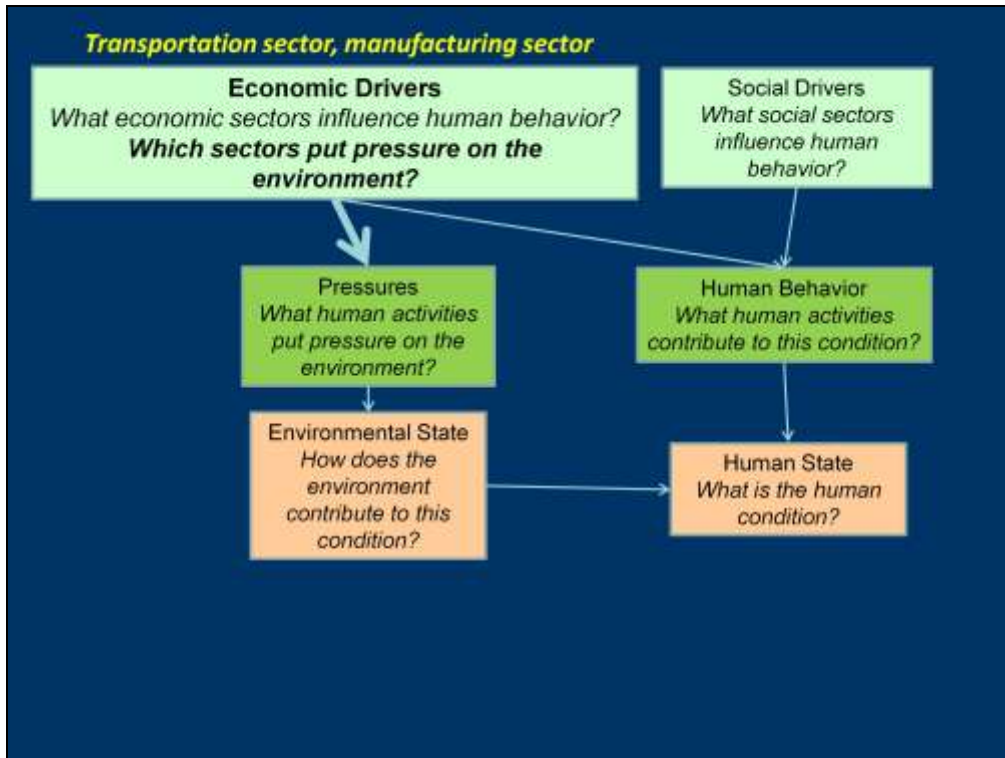 Transportation sector, manufacturing sector
Economic Drivers
What economic sectors influence human behavior?
Which sectors put pressure on the
environment?
Social Drivers
What social sectors
influence human
behavior?
Pressures
What human activities
put pressure on the
environment?
Human Behavior
What human activities
contribute to this condition?
Environmental State
How does the
environment
contribute to this
condition?
Human State
What is the human
condition?